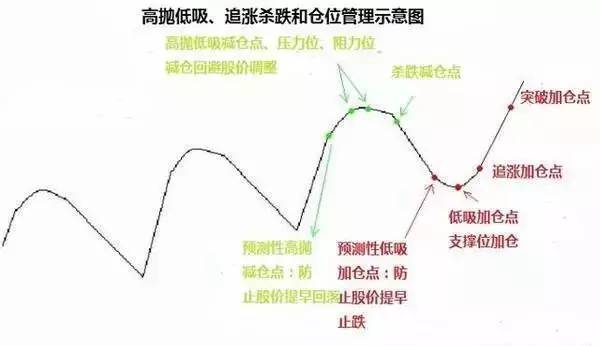 高抛低吸、追涨杀跌和仓位管理示意图
高抛低吸减仓点、压力位、阻力位
减仓回避股价调整
杀跌减仓点
突破加仓点
追涨加仓点
低吸加仓点
支撑位加仓
预测性高抛
减仓点：防
止股价提早回落
预测性低吸
加仓点：防
止股价提早
止跌